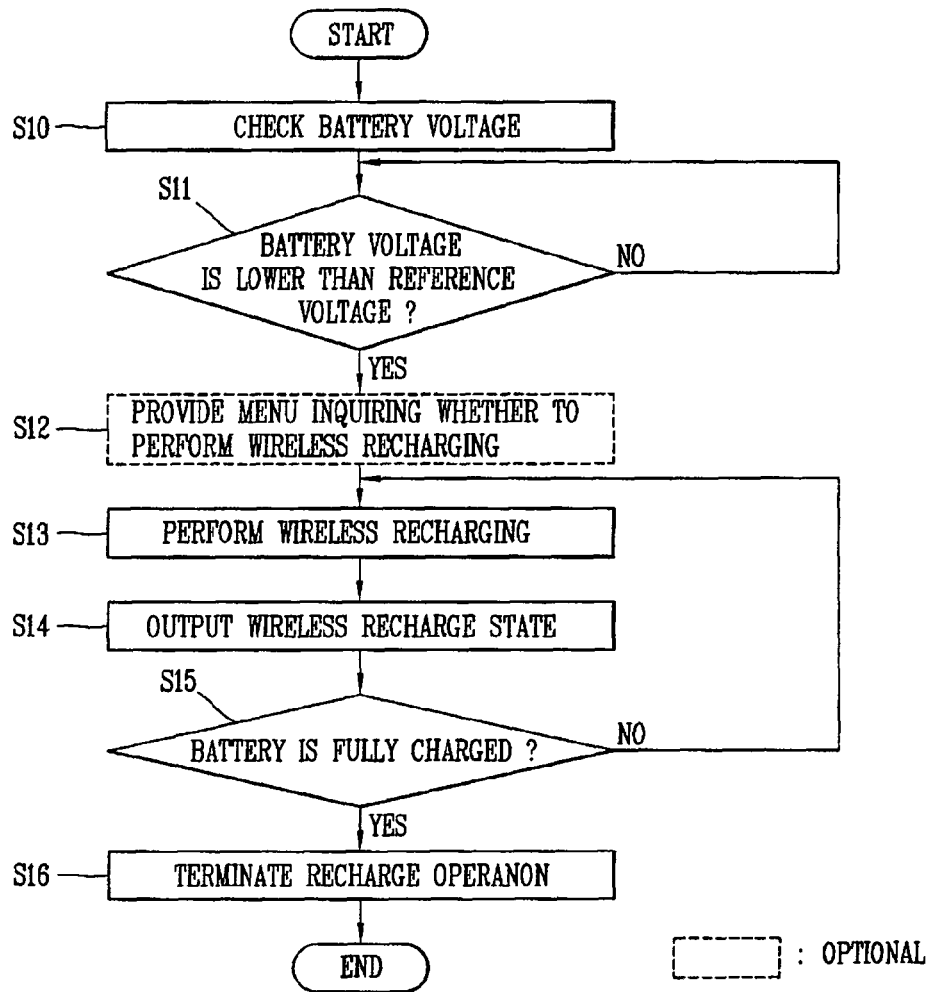 START
S10
CHECK BATTERY VOLTAGE
S11
BATTERY VOLTAGE
IS LOWER THAN REFERENCE
VOLTAGE ?
NO
YES
S12
PROVIDE MENU INQUIRING WHETHER TO
PERFORM WIRELESS RECHARGING
S13
PERFORM WIRELESS RECHARGING
S14
OUTPUT WIRELESS RECHARGE STATE
S15
BATTERY IS FULLY CHARGED ?
NO
YES
S16
TERMINATE RECHARGE OPERANON
END
: OPTIONAL